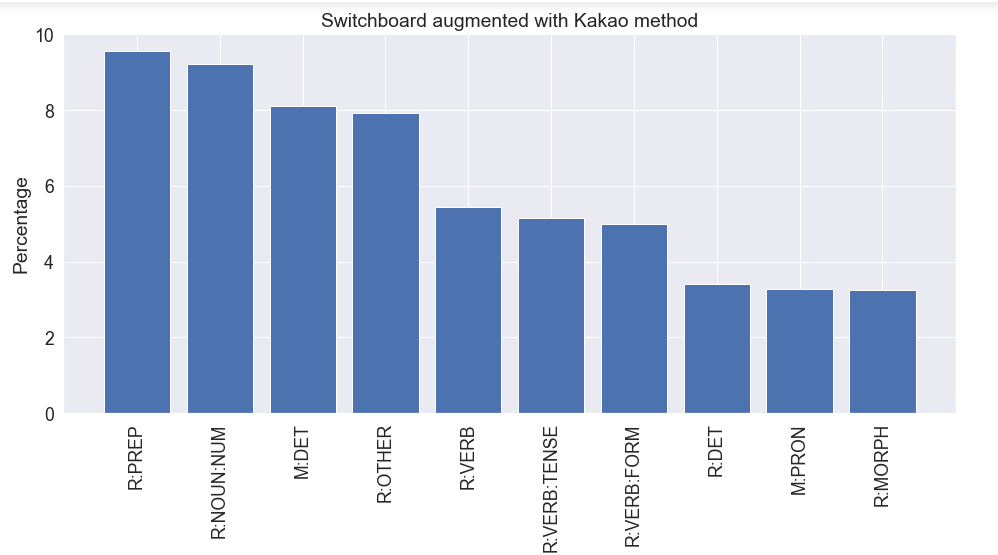 Switchboard augmented with Kakao method
Percentage
10
8
6
4
2
0
R:PREP
R:NOUN:NUM
M:DET
R:OTHER
R:VERB
R:VERB:TENSE
R:VERB:FORM
R:DET
M:PRON
R:MORPH